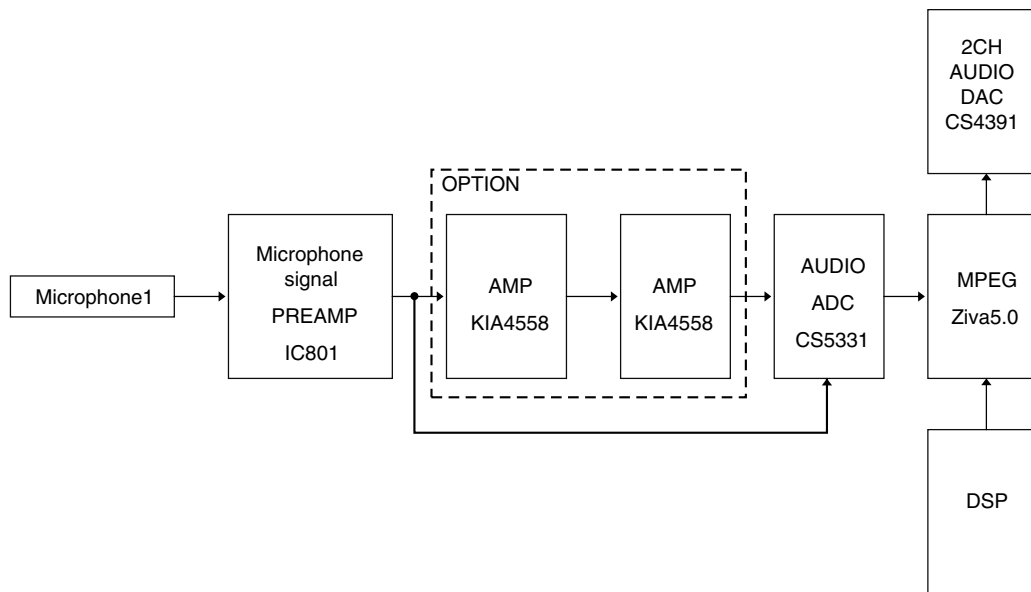 2CH
AUDIO
DAC
CS4391
OPTION
Microphone1
Microphone
signal
PREAMP
IC801
AMP
KIA4558
AMP
KIA4558
AUDIO
ADC
CS5331
MPEG
Ziva5.0
DSP